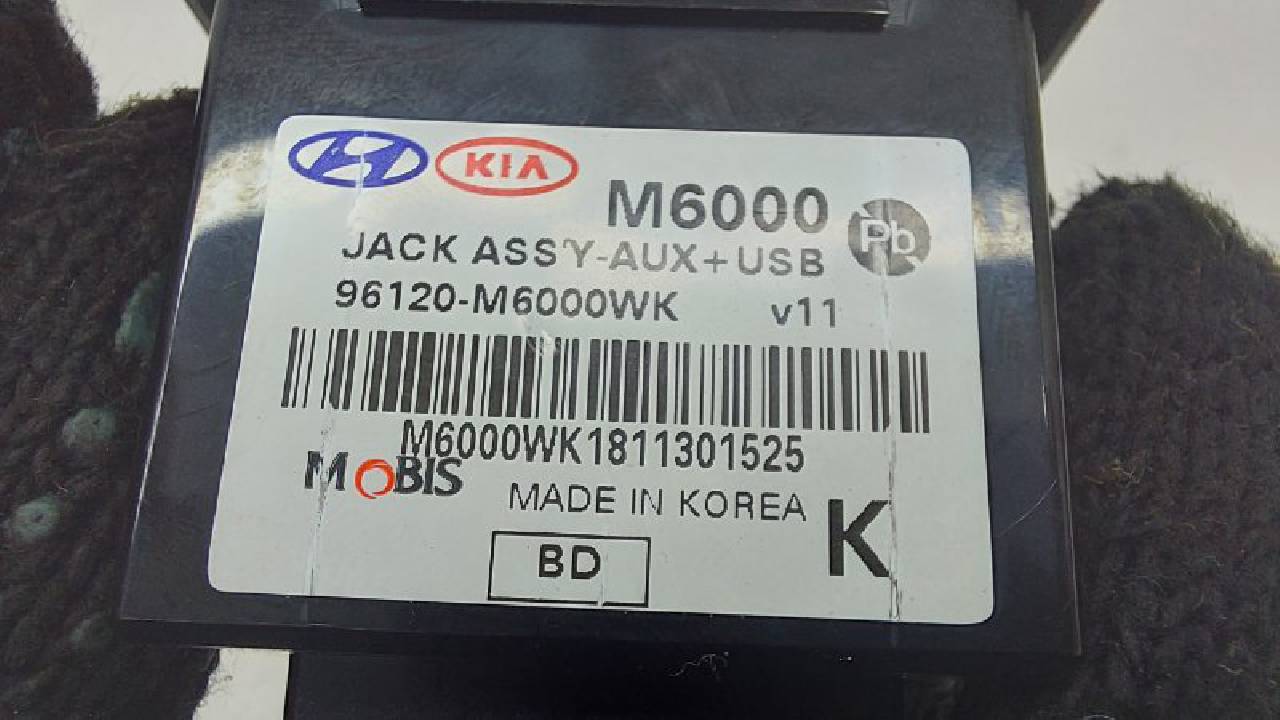 KIA
M6000
Pb
JACK ASS'Y-AUX+USB
96120-M6000WK v11
M6000WK1811301525
MOBIS
MADE IN KOREA
K
BD